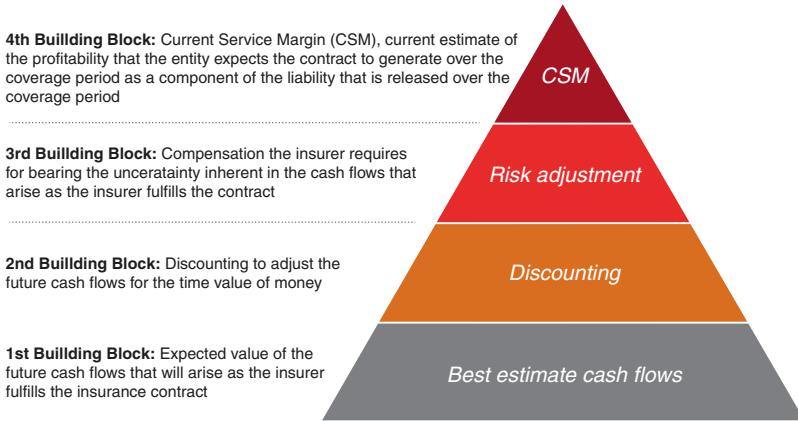 4th Buillding Block: Current Service Margin (CSM), current estimate of
the profitability that the entity expects the contract to generate over the
coverage period as a component of the liability that is released over the
coverage period
CSM
3rd Buillding Block: Compensation the insurer requires
for bearing the unceratainty inherent in the cash flows that
arise as the insurer fulfills the contract
Risk adjustment
2nd Buillding Block: Discounting to adjust the
future cash flows for the time value of money
Discounting
1st Buillding Block: Expected value of the
future cash flows that will arise as the insurer
fulfills the insurance contract
Best estimate cash flows